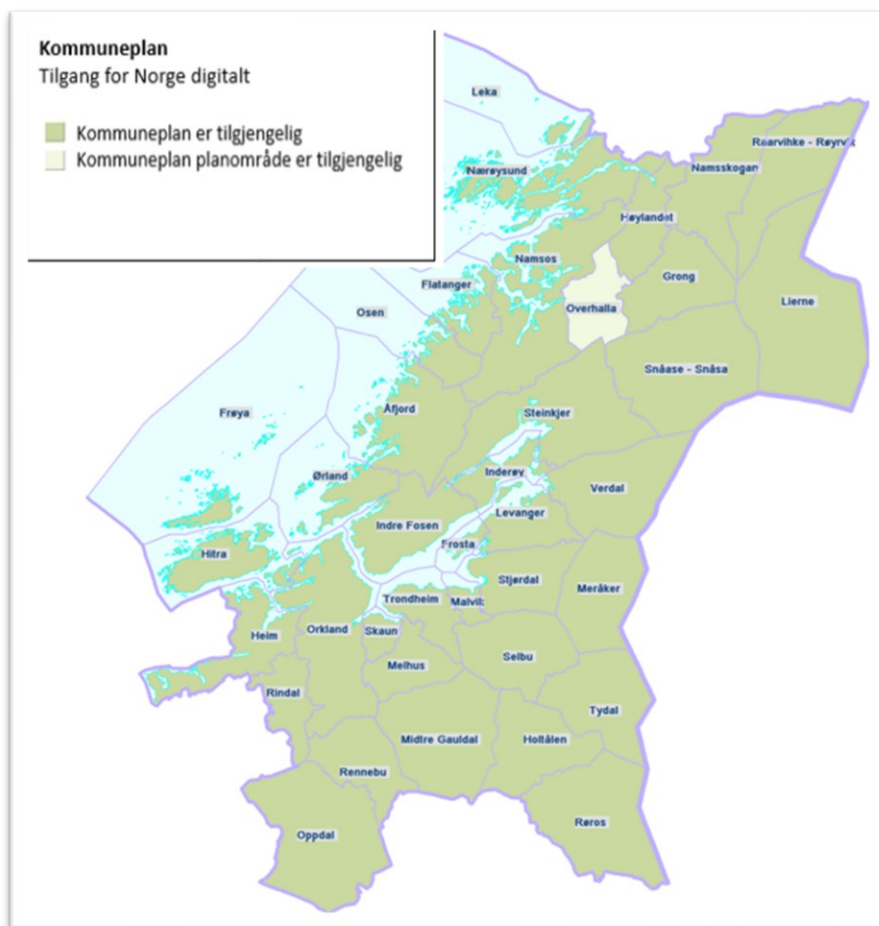 Kommuneplan
Tilgang for Norge digitalt
Kommuneplan er tilgjengelig
Kommuneplan planområde er tilgjengelig
Leka
Raarvihke - Røyrvik
Namsskogan
Nærøysund
Høylandet
Namsos
Grong
Flatanger
Lierne
Overhalla
Osen
Snåase - Snåsa
Åfjord
Frøya
Steinkjer
Inderøy
Ørland
Verdal
Levanger
Indre Fosen
Frosta
Hitra
Stjørdal
Meråker
Trondheim
Malvik
Orkland
Skaun
Heim
Selbu
Melhus
Rindal
Tydal
Midtre Gauldal
Holtålen
Rennebu
Røros
Oppdal